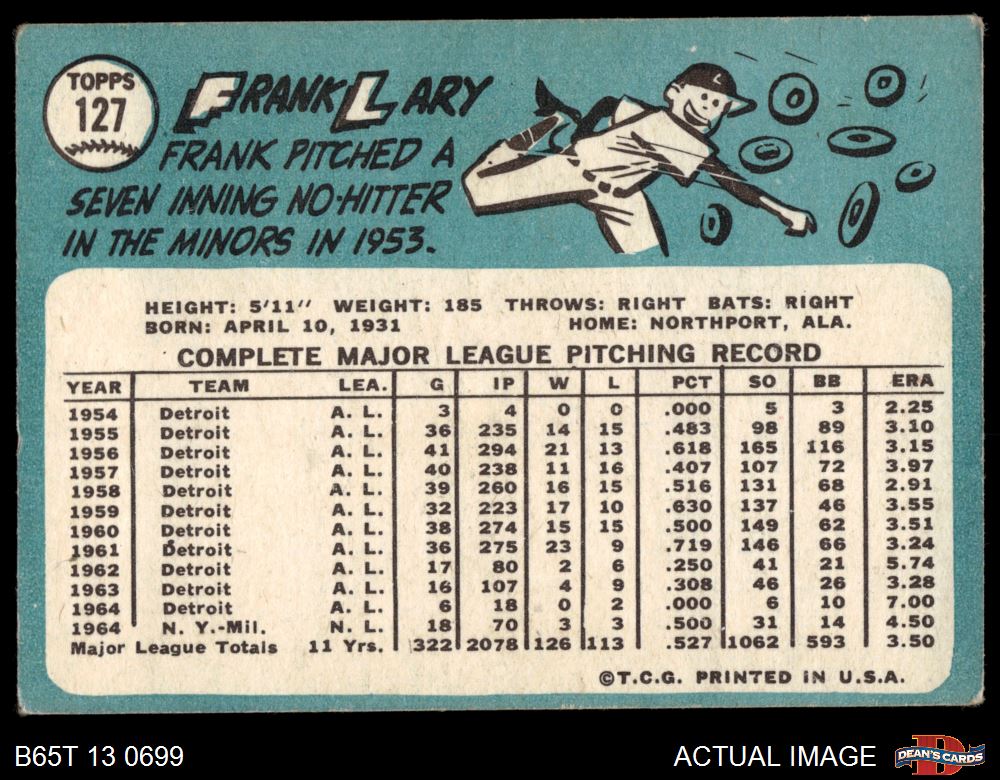 TOPPS
127
FRANK LARY
FRANK PITCHED A
SEVEN INNING NO-HITTER
IN THE MINORS IN 1953.
HEIGHT: 5'11" WEIGHT: 185 THROWS: RIGHT BATS: RIGHT
BORN: APRIL 10, 1931 HOME: NORTHPORT, ALA.
COMPLETE MAJOR LEAGUE PITCHING RECORD
YEAR TEAM LEA. G IP W L PCT SO BB ERA
1954 Detroit A. L. 3 4 0 0 .000 5 3 2.25
1955 Detroit A. L. 36 235 14 15 .483 98 89 3.10
1956 Detroit A. L. 41 294 21 13 .618 165 116 3.15
1957 Detroit A. L. 40 238 11 16 .407 107 72 3.97
1958 Detroit A. L. 39 260 16 15 .516 131 68 2.91
1959 Detroit A. L. 32 223 17 10 .630 137 46 3.55
1960 Detroit A. L. 38 274 15 15 .500 149 62 3.51
1961 Detroit A. L. 36 275 23 9 .719 146 66 3.24
1962 Detroit A. L. 17 80 2 6 .250 41 21 5.74
1963 Detroit A. L. 16 107 4 9 .308 46 26 3.28
1964 Detroit A. L. 6 18 0 2 .000 6 10 7.00
1964 N. Y.-Mil. N. L. 18 70 3 3 .500 31 14 4.50
Major League Totals 11 Yrs. 322 2078 126 113 .527 1062 593 3.50
©T.C.G. PRINTED IN U.S.A.
B65T 13 0699 ACTUAL IMAGE DEAN'S CARDS